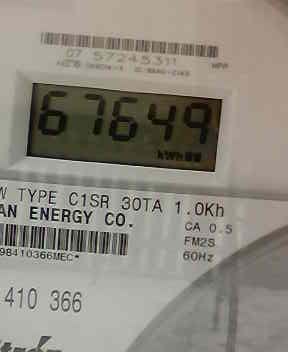 07 57245311
MPP
67649
kWh
W TYPE C1SR 30TA 1.0Kh
AN ENERGY CO.
CA 0.5
FM2S
98410366MEC*
60Hz
410 366